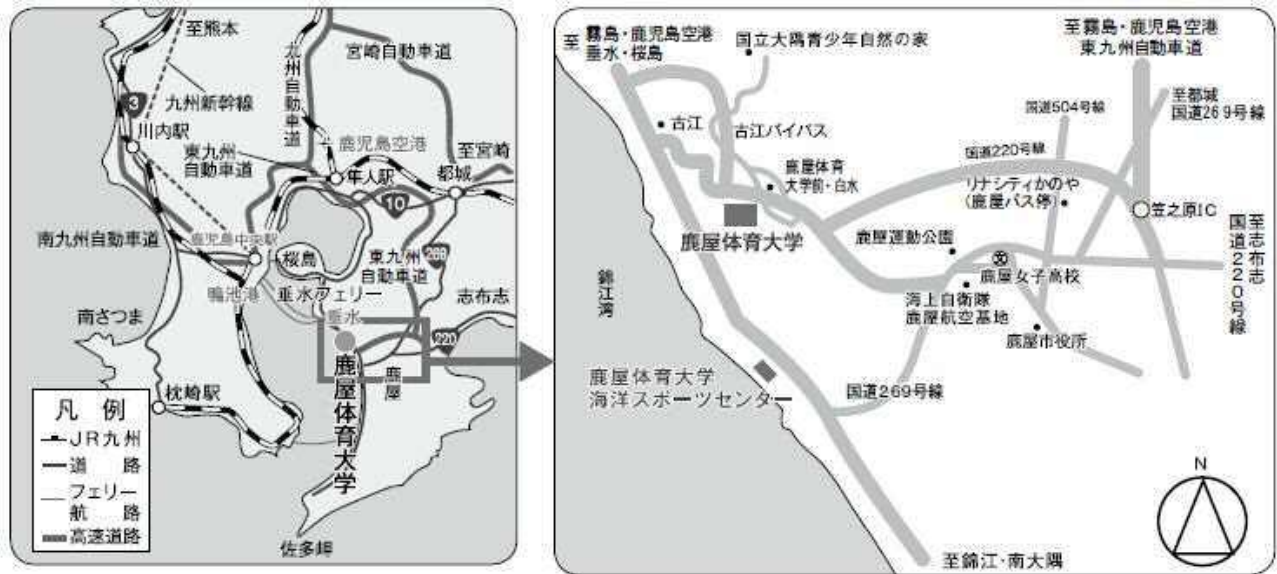 至熊本
宮崎自動車道
九州自動車道
3
九州新幹線
川内駅
鹿児島空港
東九州
自動車道
至宮崎
隼人駅
都城
10
南九州自動車道
鹿児島中央駅
桜島
東九州
自動車道
鴨池港
垂水フェリー
志布志
垂水
南さつま
220
鹿屋
鹿屋体育大学
枕崎駅
凡 例
JR九州
道 路
フェリー
航 路
高速道路
佐多岬
至 霧島・鹿児島空港
垂水・桜島
国立大隅青少年自然の家
至霧島・鹿児島空港
東九州自動車道
至都城
国道269号線
国道504号線
古江
古江バイパス
国道220号線
鹿屋体育
大学前・白水
リナシティかのや
(鹿屋バス停)
笠之原IC
至志布志
国道220号線
鹿屋体育大学
鹿屋運動公園
文
鹿屋女子高校
錦江湾
海上自衛隊
鹿屋航空基地
鹿屋市役所
鹿屋体育大学
海洋スポーツセンター
国道269号線
N
至錦江・南大隅